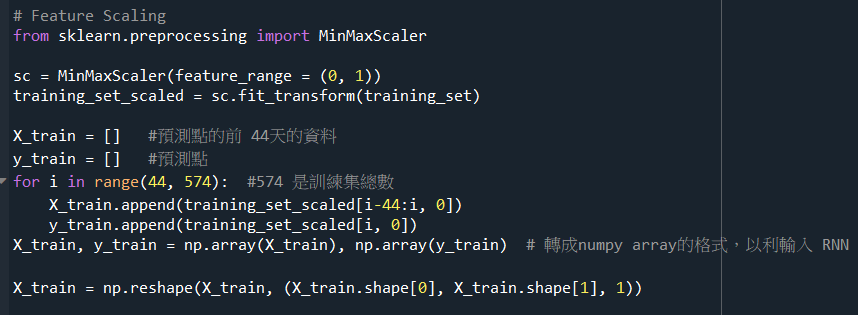 # Feature Scaling
from sklearn.preprocessing import MinMaxScaler
sc = MinMaxScaler(feature_range = (0, 1))
training_set_scaled = sc.fit_transform(training_set)
X_train = []   #預測點的前 44天的資料
y_train = []   #預測點
for i in range(44, 574):  #574 是訓練集總數
    X_train.append(training_set_scaled[i-44:i, 0])
    y_train.append(training_set_scaled[i, 0])
X_train, y_train = np.array(X_train), np.array(y_train)  # 轉成numpy array的格式，以利輸入 RNN
X_train = np.reshape(X_train, (X_train.shape[0], X_train.shape[1], 1))